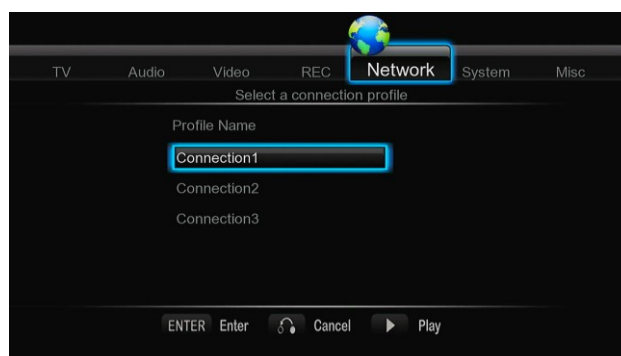 TV Audio Video REC Network System Misc
Select a connection profile
Profile Name
Connection1
Connection2
Connection3
ENTER Enter Cancel Play